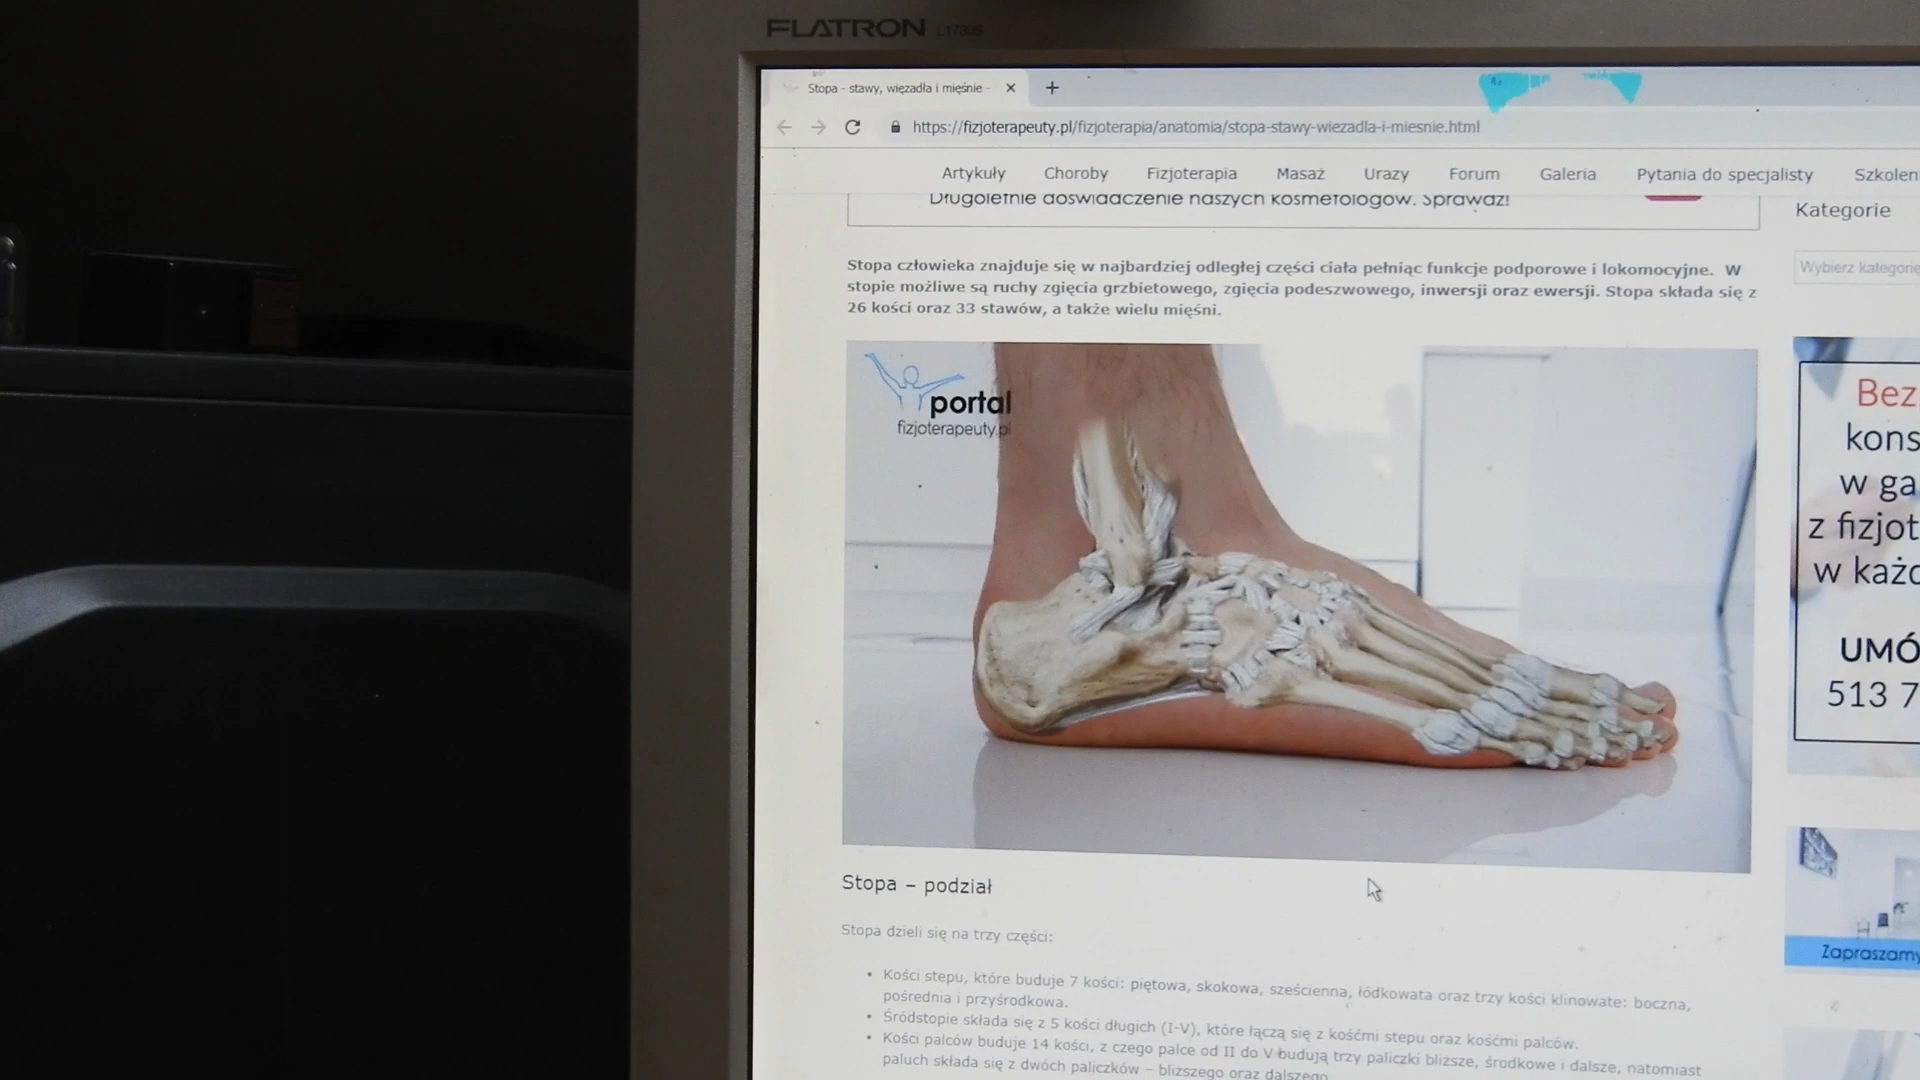 FLATRON L1730S
Stopa - stawy, więzadła i mięśnie -
https://fizjoterapeuty.pl/fizjoterapia/anatomia/stopa-stawy-wiezadla-i-miesnie.html
Artykuły Choroby Fizjoterapia Masaż Urazy Forum Galeria Pytania do specjalisty Szkolen
Długoletnie doświadczenie naszych kosmetologów. Sprawdź!
Kategorie
Wybierz kategorię
Stopa człowieka znajduje się w najbardziej odległej części ciała pełniąc funkcje podporowe i lokomocyjne. W
stopie możliwe są ruchy zgięcia grzbietowego, zgięcia podeszwowego, inwersji oraz ewersji. Stopa składa się z
26 kości oraz 33 stawów, a także wielu mięśni.
portal
fizjoterapeuty.pl
Bez
kons
w ga
z fizjot
w każd
UMÓ
513 7
Stopa – podział
Stopa dzieli się na trzy części:
• Kości stepu, które buduje 7 kości: piętowa, skokowa, sześcienna, łódkowata oraz trzy kości klinowate: boczna,
pośrednia i przyśrodkowa.
• Śródstopie składa się z 5 kości długich (I-V), które łączą się z kośćmi stepu oraz kośćmi palców.
• Kości palców buduje 14 kości, z czego palce od II do V budują trzy paliczki bliższe, środkowe i dalsze, natomiast
paluch składa się z dwóch paliczków – bliższego oraz dalszego
Zapraszamy